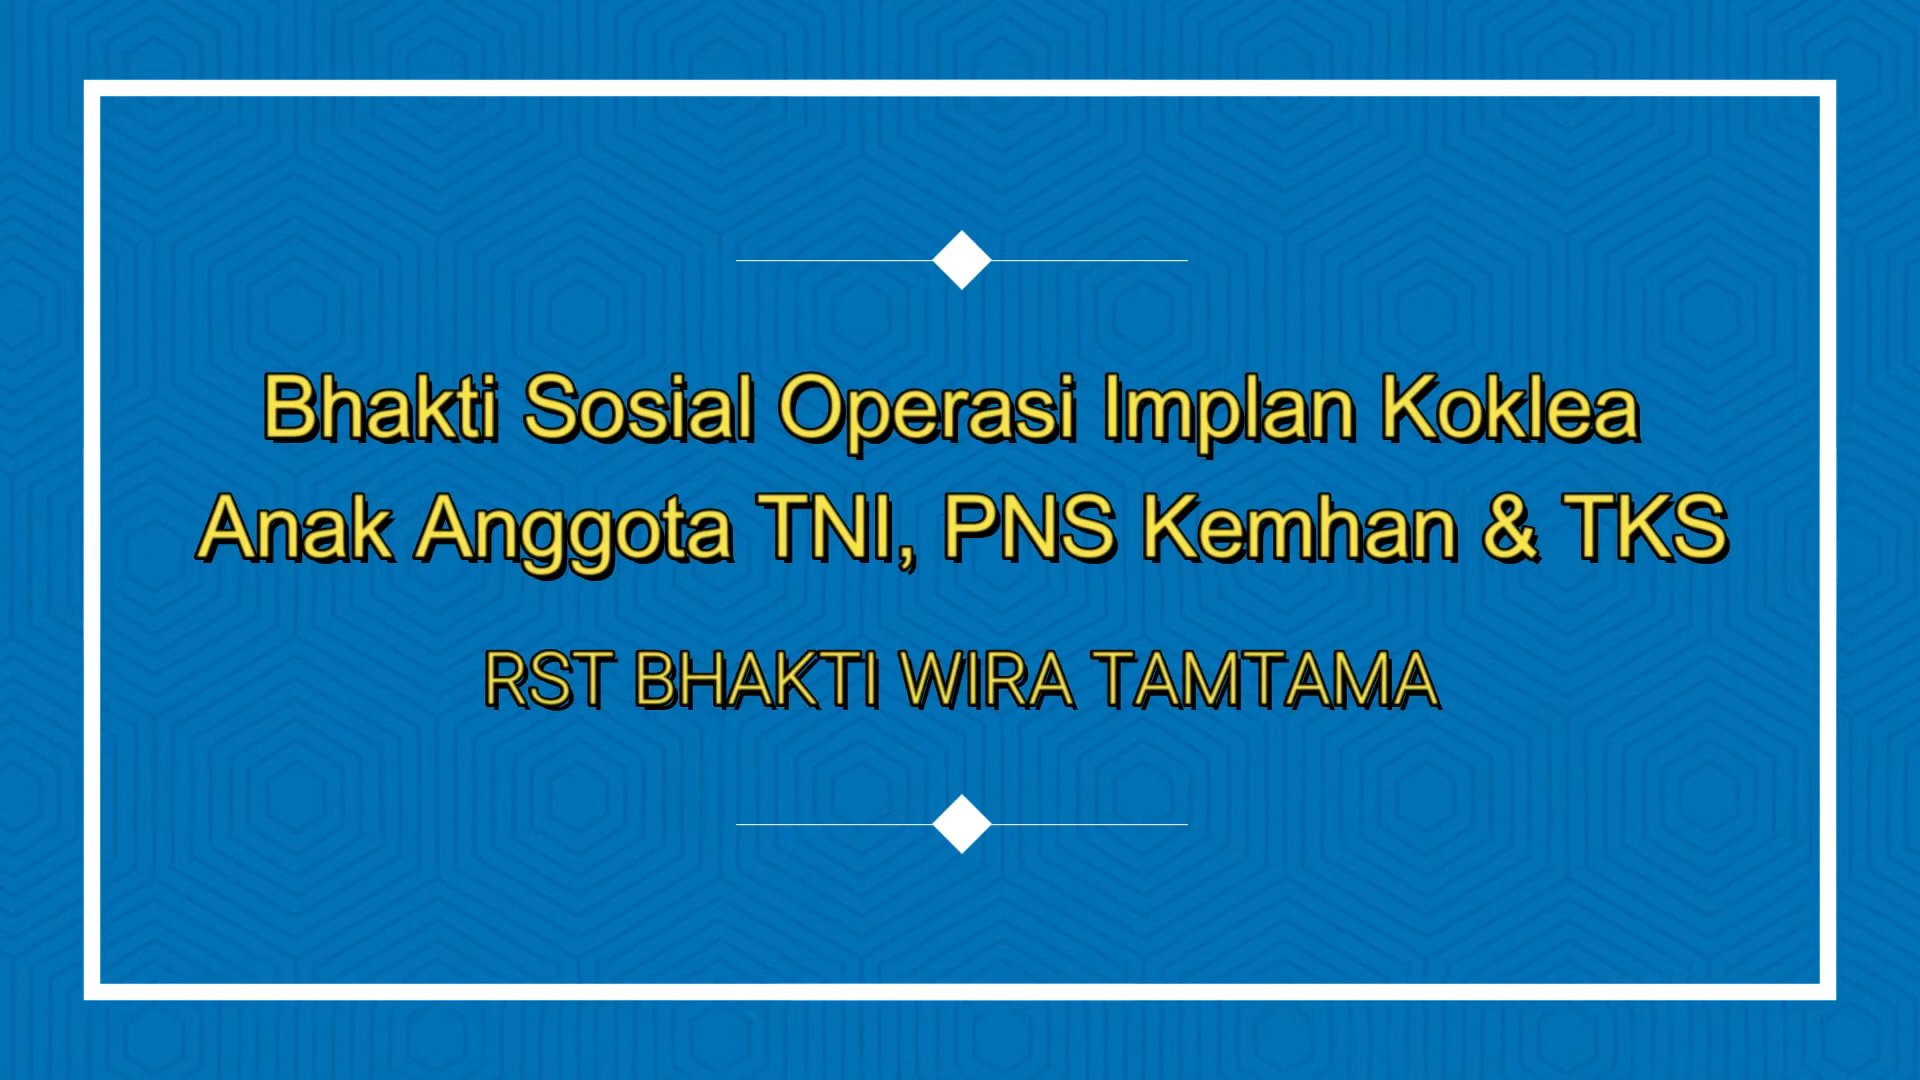 Bhakti Sosial Operasi Implan Koklea
Anak Anggota TNI, PNS Kemhan & TKS
RST BHAKTI WIRA TAMTAMA